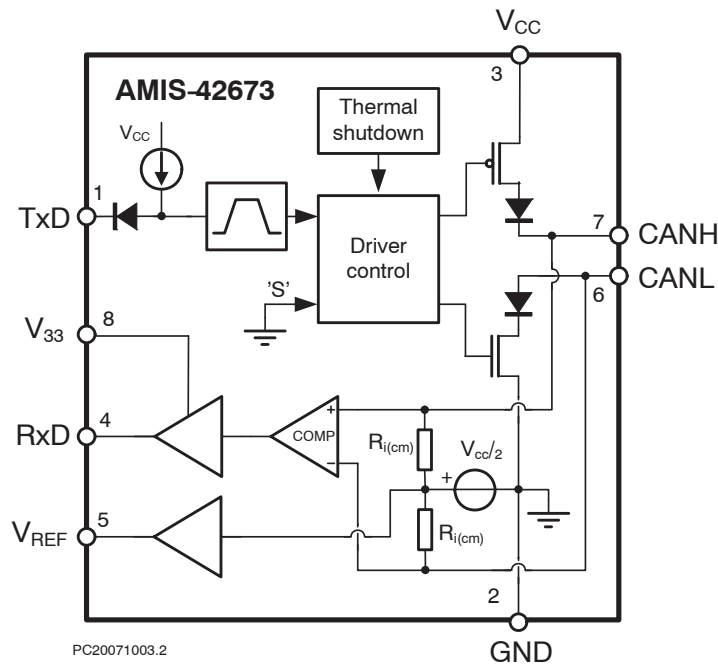 VCC
3
AMIS-42673
Thermal
shutdown
VCC
1
TxD
Driver
control
7
CANH
CANL
6
'S'
8
V33
4
RxD
COMP
+
−
Ri(cm)
Vcc/2
+
5
VREF
Ri(cm)
2
GND
PC20071003.2